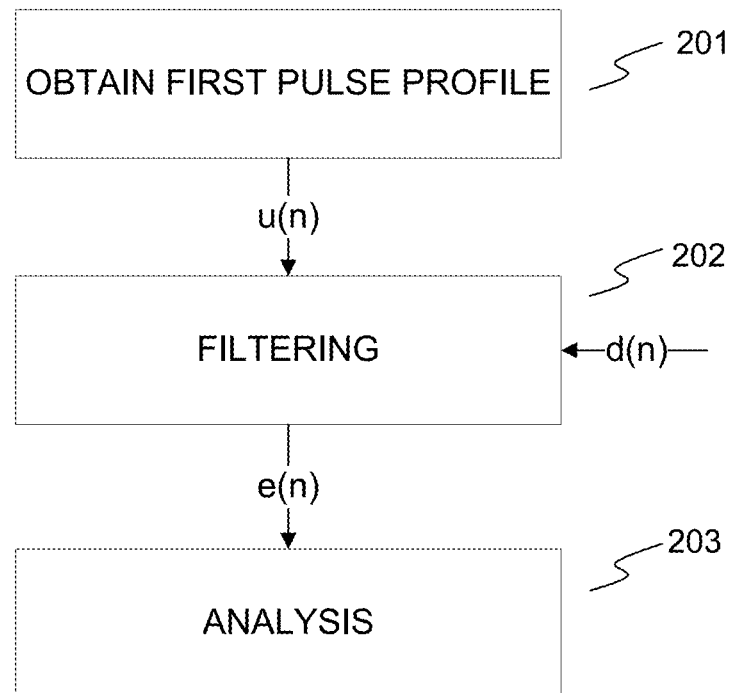 201
OBTAIN FIRST PULSE PROFILE
u(n)
202
FILTERING
d(n)
e(n)
203
ANALYSIS